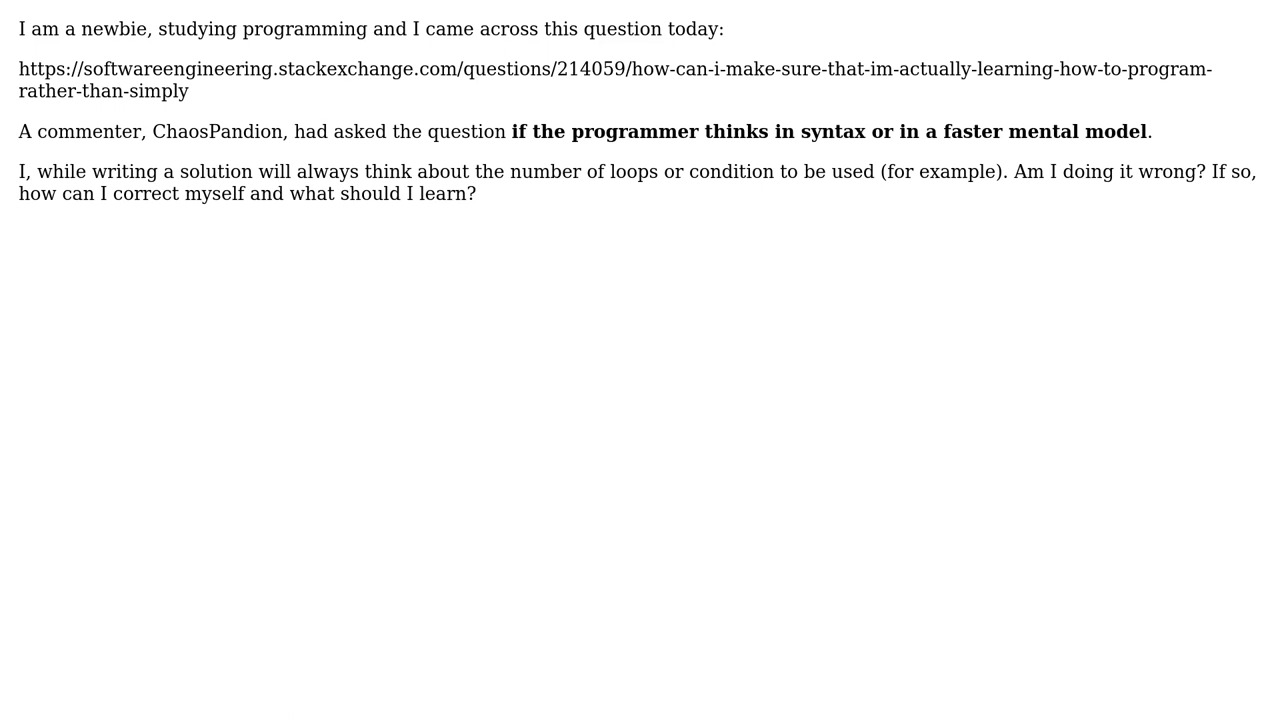 I am a newbie, studying programming and I came across this question today:
https://softwareengineering.stackexchange.com/questions/214059/how-can-i-make-sure-that-im-actually-learning-how-to-program-
rather-than-simply
A commenter, ChaosPandion, had asked the question if the programmer thinks in syntax or in a faster mental model.
I, while writing a solution will always think about the number of loops or condition to be used (for example). Am I doing it wrong? If so,
how can I correct myself and what should I learn?